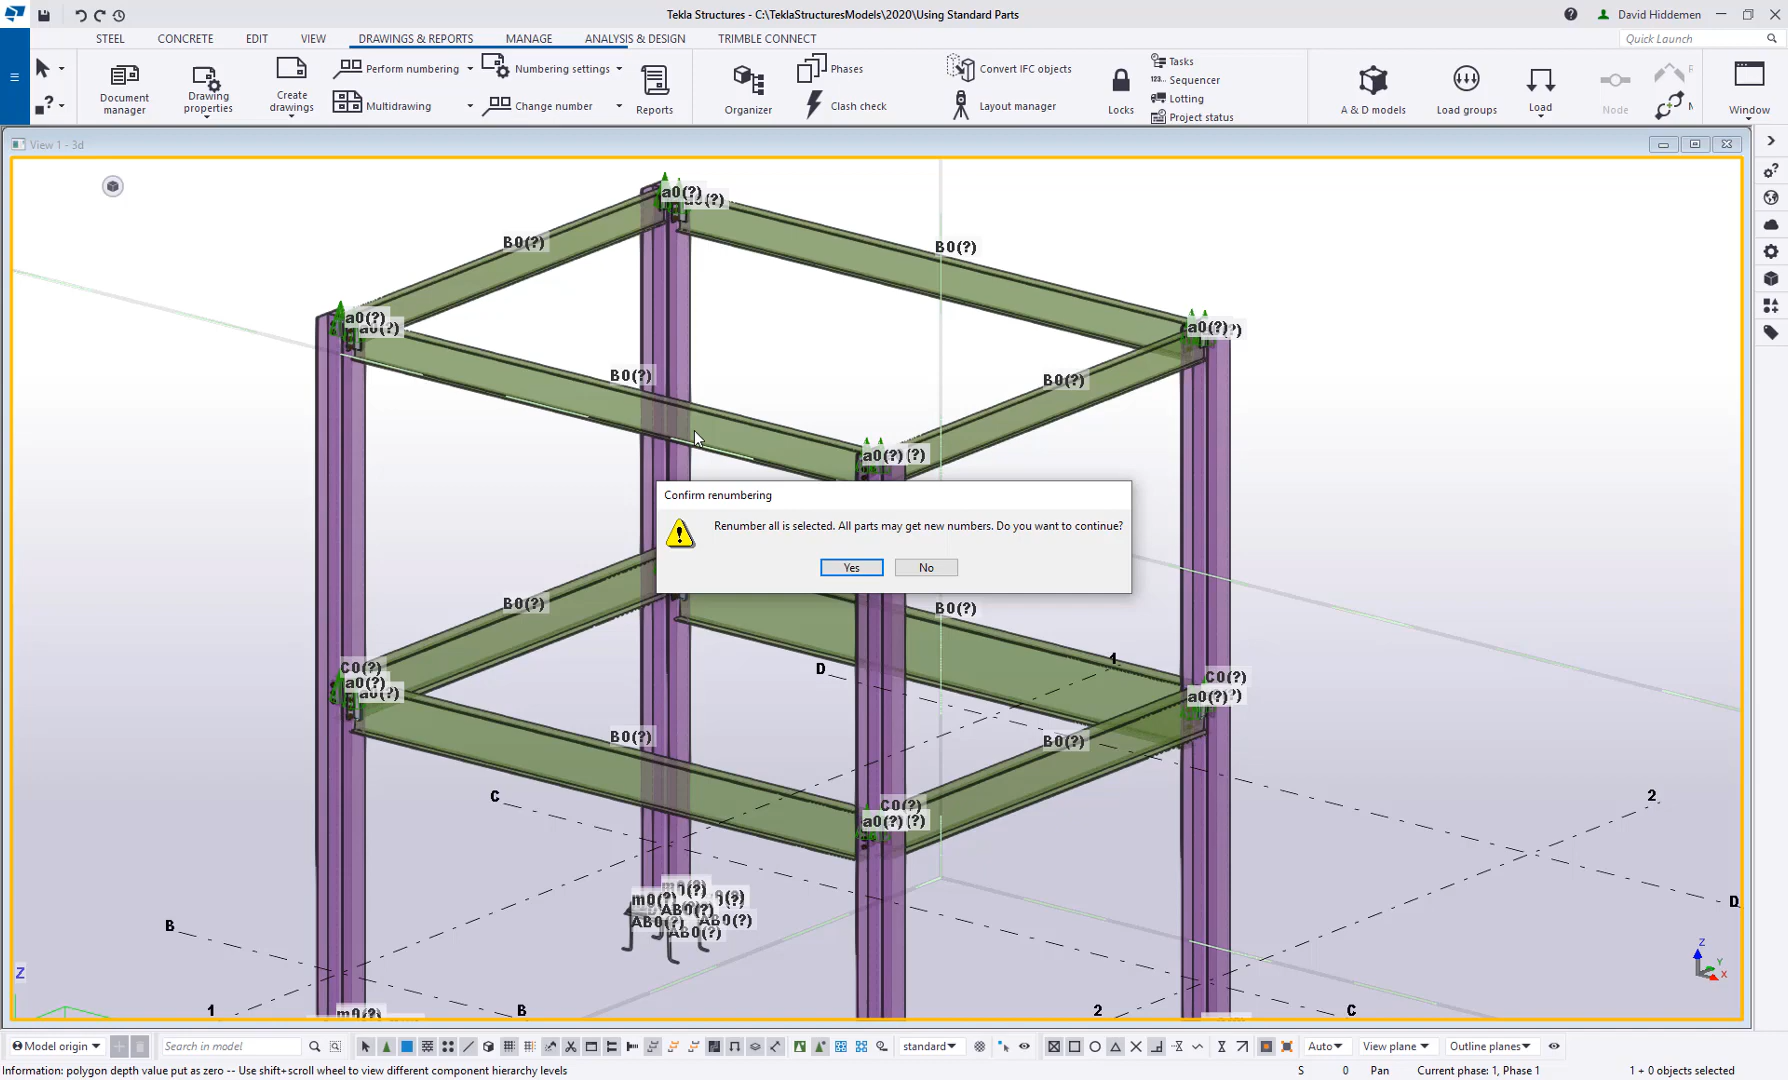 Tekla Structures - C:\TeklaStructuresModels\2020\Using Standard Parts
David Hiddemen
STEEL CONCRETE EDIT VIEW DRAWINGS & REPORTS MANAGE ANALYSIS & DESIGN TRIMBLE CONNECT
Quick Launch
Document manager
Drawing properties
Create drawings
Perform numbering
Multidrawing
Numbering settings
Change number
Reports
Organizer
Phases
Clash check
Convert IFC objects
Layout manager
Locks
Tasks
Sequencer
Lotting
Project status
A & D models
Load groups
Load
Node
Window
View 1 - 3d
a0(?)
B0(?)
B0(?)
a0(?)
a0(?)
a0(?)
B0(?)
B0(?)
a0(?) (?)
Confirm renumbering
Renumber all is selected. All parts may get new numbers. Do you want to continue?
Yes No
B0(?)
B0(?)
C0(?)
a0(?)
a0(?)
D
1
C0(?)
a0(?)
B0(?)
B0(?)
C
C0(?)
a0(?) (?)
2
m0(?)
AB0(?)
AB0(?)
AB0(?)
B
D
Z
Z
Y
X
1
B
2
C
m0(?)
Model origin
Search in model
standard
Auto
View plane
Outline planes
Information: polygon depth value put as zero -- Use shift+scroll wheel to view different component hierarchy levels
S 0 Pan Current phase: 1, Phase 1 1 + 0 objects selected